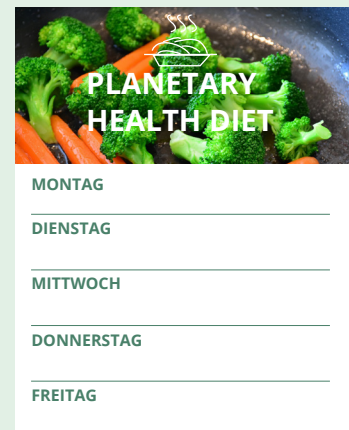 PLANETARY
HEALTH DIET
MONTAG
DIENSTAG
MITTWOCH
DONNERSTAG
FREITAG